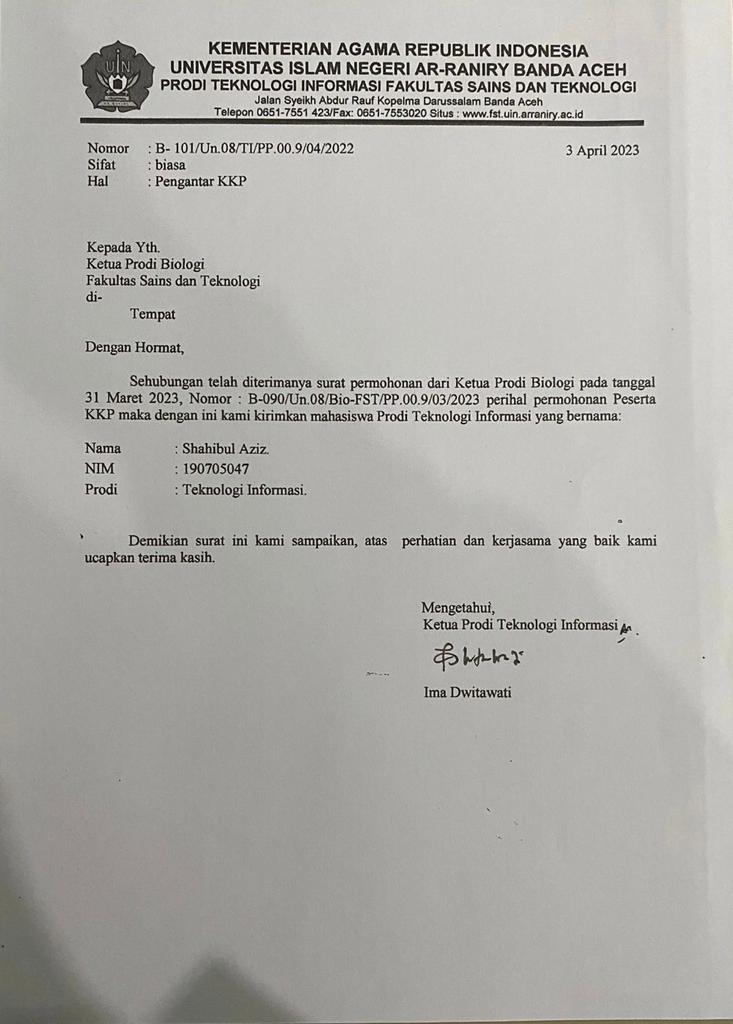 KEMENTERIAN AGAMA REPUBLIK INDONESIA
UNIVERSITAS ISLAM NEGERI AR-RANIRY BANDA ACEH
PRODI TEKNOLOGI INFORMASI FAKULTAS SAINS DAN TEKNOLOGI
Jalan Syeikh Abdur Rauf Kopelma Darussalam Banda Aceh
Telepon 0651-7551 423/Fax: 0651-7553020 Situs : www.fst.uin.arraniry.ac.id
UIN
Nomor : B- 101/Un.08/TI/PP.00.9/04/2022 3 April 2023
Sifat : biasa
Hal : Pengantar KKP
Kepada Yth.
Ketua Prodi Biologi
Fakultas Sains dan Teknologi
di-
Tempat
Dengan Hormat,
Sehubungan telah diterimanya surat permohonan dari Ketua Prodi Biologi pada tanggal
31 Maret 2023, Nomor : B-090/Un.08/Bio-FST/PP.00.9/03/2023 perihal permohonan Peserta
KKP maka dengan ini kami kirimkan mahasiswa Prodi Teknologi Informasi yang bernama:
Nama : Shahibul Aziz.
NIM : 190705047
Prodi : Teknologi Informasi.
Demikian surat ini kami sampaikan, atas perhatian dan kerjasama yang baik kami
ucapkan terima kasih.
Mengetahui,
Ketua Prodi Teknologi Informasi
Ima Dwitawati